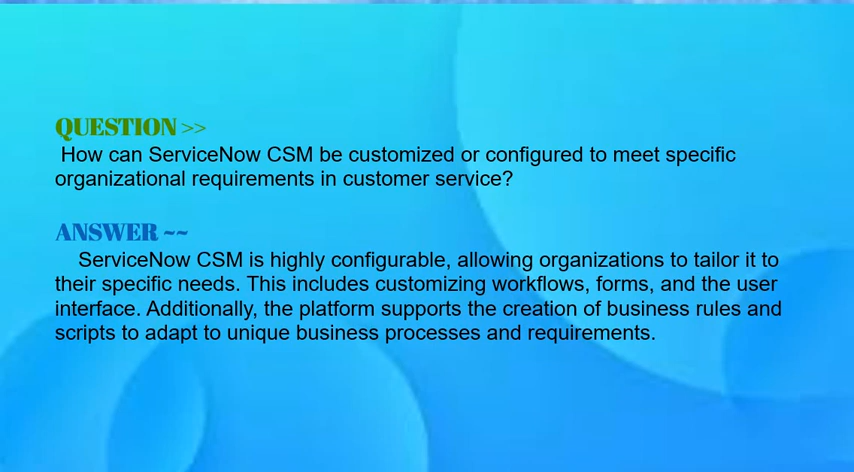 QUESTION >>
How can ServiceNow CSM be customized or configured to meet specific
organizational requirements in customer service?
ANSWER ~~
ServiceNow CSM is highly configurable, allowing organizations to tailor it to
their specific needs. This includes customizing workflows, forms, and the user
interface. Additionally, the platform supports the creation of business rules and
scripts to adapt to unique business processes and requirements.